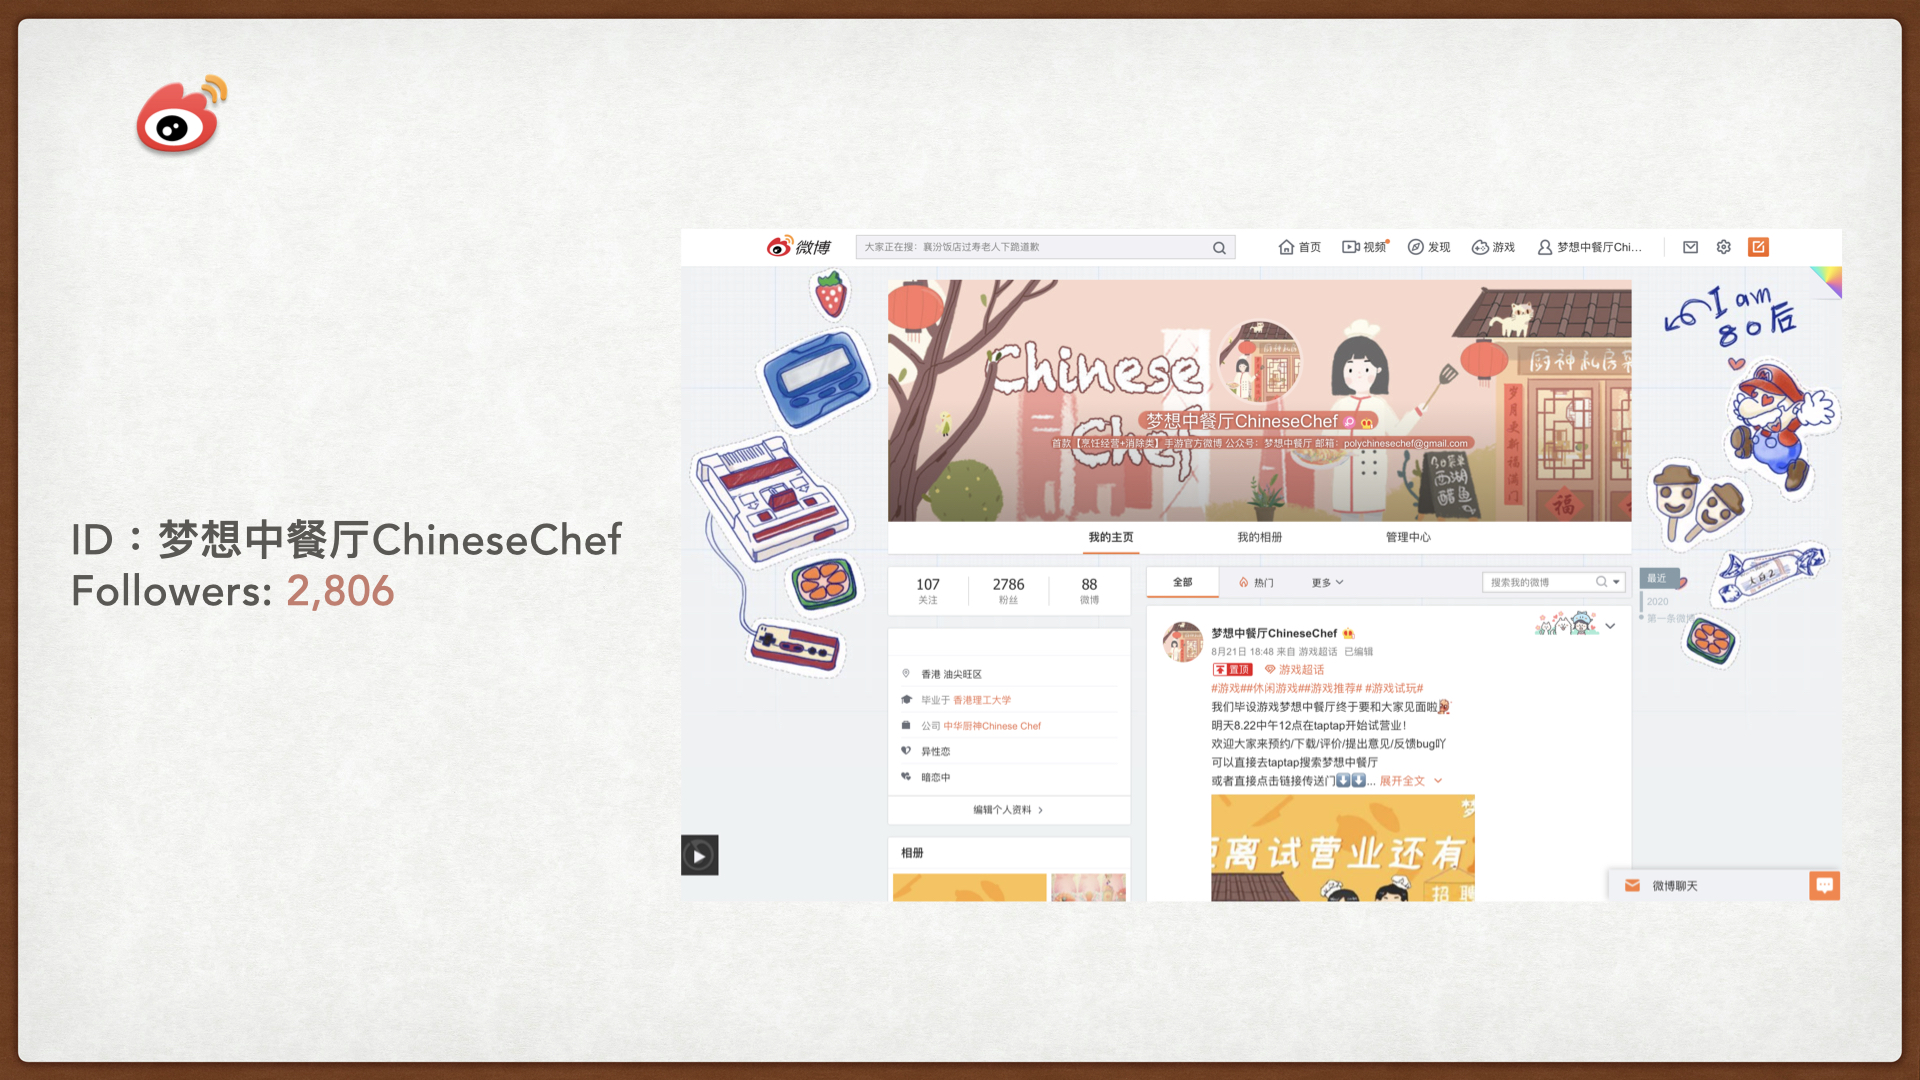 ID：梦想中餐厅ChineseChef
Followers: 2,806
微博
大家正在搜：襄汾饭店过寿老人下跪道歉
首页
视频
发现
游戏
梦想中餐厅Chi...
I am
80后
Chinese
Chef
厨神私房菜
岁月更新福满门
福
30菜单
西湖
醋鱼
梦想中餐厅ChineseChef
首款【烹饪经营+消除类】手游官方微博 公众号：梦想中餐厅 邮箱：polychinesechef@gmail.com
我的主页
我的相册
管理中心
107
关注
2786
粉丝
88
微博
全部
热门
更多
搜索我的微博
最近
2020
第一条微博
香港 油尖旺区
毕业于 香港理工大学
公司 中华厨神Chinese Chef
异性恋
暗恋中
编辑个人资料
相册
梦想中餐厅ChineseChef
8月21日 18:48 来自 游戏超话 已编辑
置顶 游戏超话
#游戏##休闲游戏##游戏推荐# #游戏试玩#
我们毕设游戏梦想中餐厅终于要和大家见面啦
明天8.22中午12点在taptap开始试营业！
欢迎大家来预约/下载/评价/提出意见/反馈bug吖
可以直接去taptap搜索梦想中餐厅
或者直接点击链接传送门... 展开全文
距离试营业还有
招聘
微博聊天